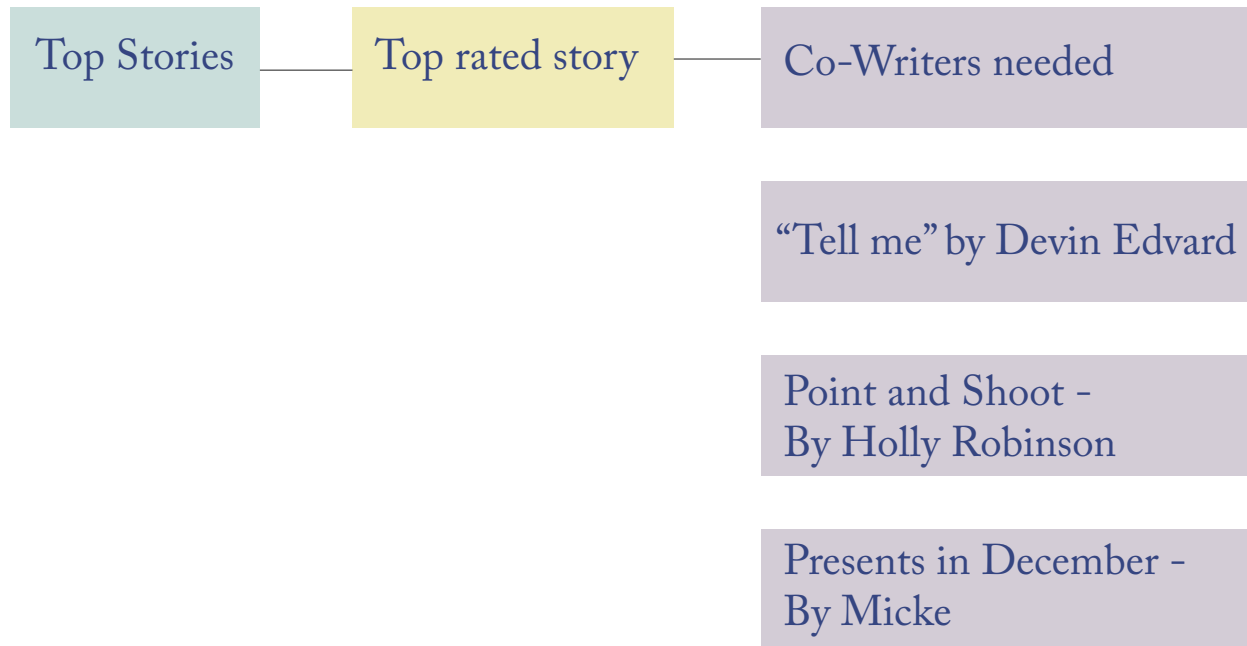 Top Stories
Top rated story
Co-Writers needed
“Tell me” by Devin Edvard
Point and Shoot -
By Holly Robinson
Presents in December -
By Micke